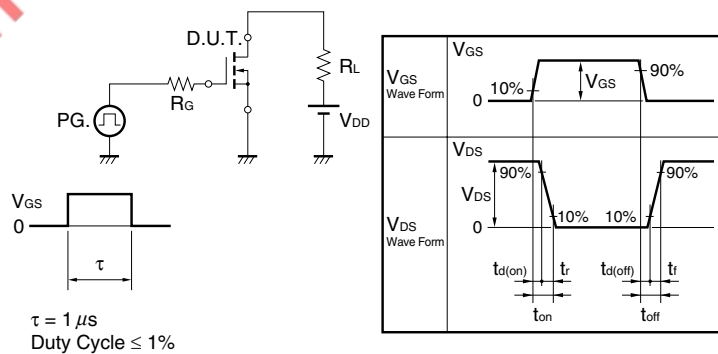 D.U.T.
RL
RG
PG.
VDD
VGS
0
τ
τ = 1 μs
Duty Cycle ≤ 1%
VGS
Wave Form
VGS
10%
0
VGS
90%
VDS
Wave Form
VDS
90%
VDS
0
10%
10%
90%
td(on)
tr
td(off)
tf
ton
toff